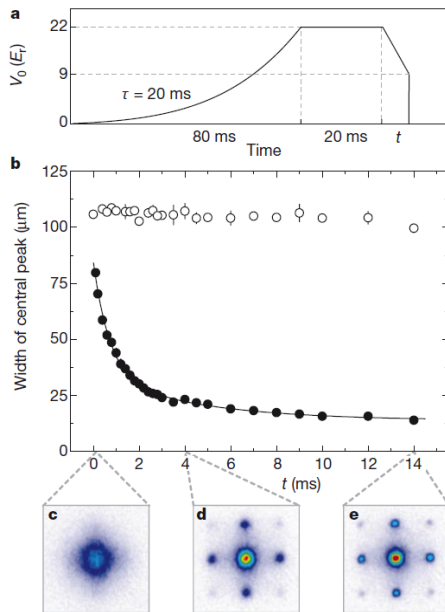 a
V₀ (Eᵣ)
22
9
0
τ = 20 ms
80 ms
20 ms
t
Time
b
Width of central peak (μm)
125
100
75
50
25
0
0
2
4
6
8
10
12
14
t (ms)
c
d
e